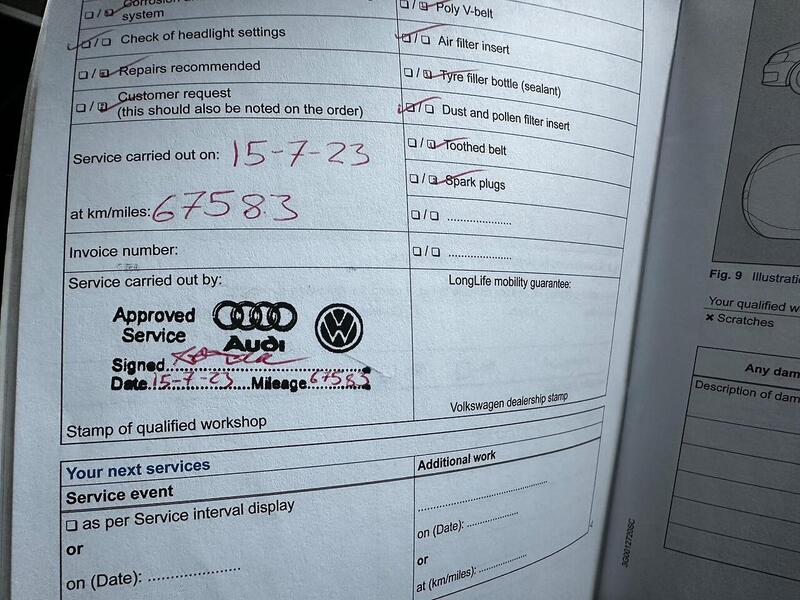 system
Poly V-belt
Check of headlight settings
Air filter insert
Repairs recommended
Tyre filler bottle (sealant)
Customer request
(this should also be noted on the order)
Dust and pollen filter insert
Service carried out on: 15-7-23
Toothed belt
Spark plugs
at km/miles: 67583
Invoice number:
Service carried out by:
LongLife mobility guarantee:
Approved
Service
Audi
Signed
Date 15-7-23 Mileage 67583
Stamp of qualified workshop
Volkswagen dealership stamp
Your next services
Service event
Additional work
as per Service interval display
or
on (Date):
on (Date):
or
at (km/miles):
Fig. 9
Your qualified
Scratches
Any
Description of
3G0012720SC